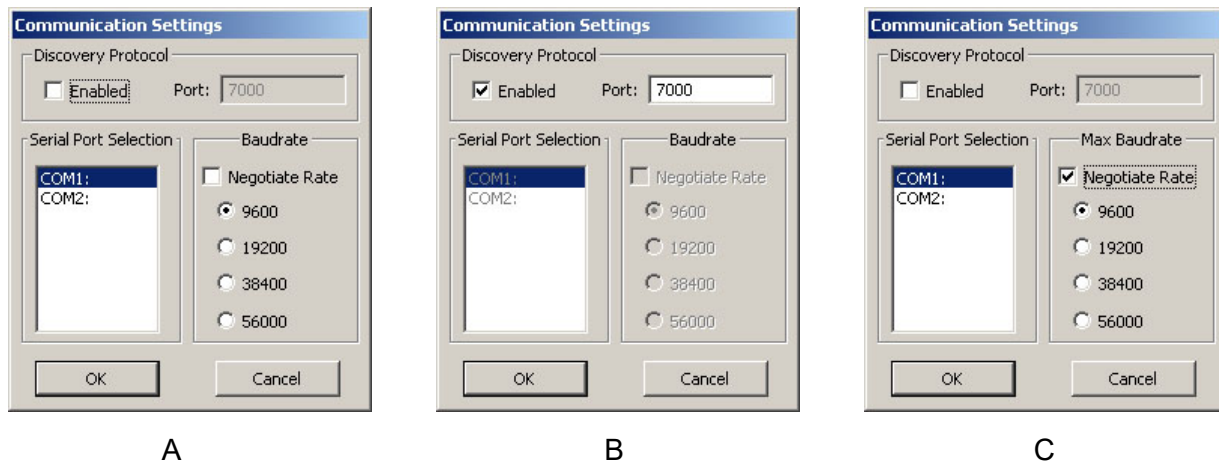 Communication Settings
Discovery Protocol
Enabled Port: 7000
Serial Port Selection
COM1:
COM2:
Baudrate
Negotiate Rate
9600
19200
38400
56000
OK Cancel
A
Communication Settings
Discovery Protocol
Enabled Port: 7000
Serial Port Selection
COM1:
COM2:
Baudrate
Negotiate Rate
9600
19200
38400
56000
OK Cancel
B
Communication Settings
Discovery Protocol
Enabled Port: 7000
Serial Port Selection
COM1:
COM2:
Max Baudrate
Negotiate Rate
9600
19200
38400
56000
OK Cancel
C